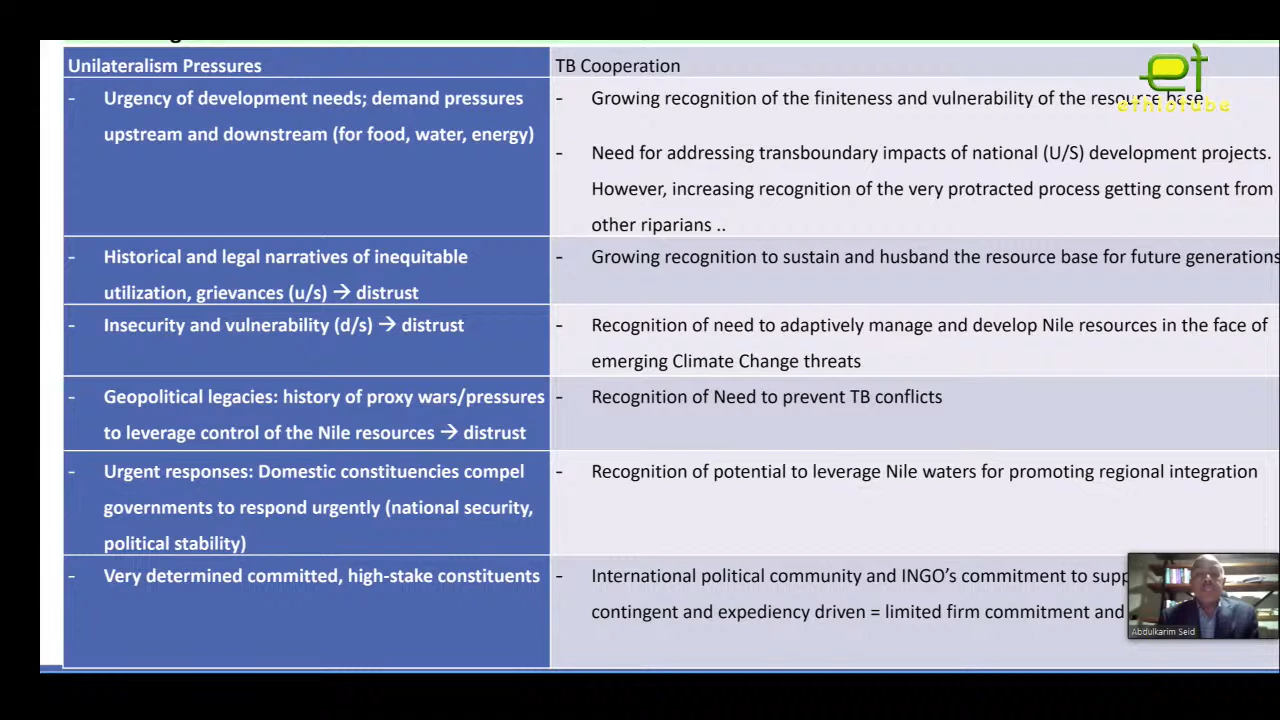 Unilateralism Pressures
TB Cooperation
- Urgency of development needs; demand pressures
upstream and downstream (for food, water, energy)
- Growing recognition of the finiteness and vulnerability of the resource base
- Need for addressing transboundary impacts of national (U/S) development projects.
However, increasing recognition of the very protracted process getting consent from
other riparians ..
- Historical and legal narratives of inequitable
utilization, grievances (u/s) → distrust
- Growing recognition to sustain and husband the resource base for future generations
- Insecurity and vulnerability (d/s) → distrust
- Recognition of need to adaptively manage and develop Nile resources in the face of
emerging Climate Change threats
- Geopolitical legacies: history of proxy wars/pressures
to leverage control of the Nile resources → distrust
- Recognition of Need to prevent TB conflicts
- Urgent responses: Domestic constituencies compel
governments to respond urgently (national security,
political stability)
- Recognition of potential to leverage Nile waters for promoting regional integration
- Very determined committed, high-stake constituents
- International political community and INGO's commitment to supp
contingent and expediency driven = limited firm commitment and
et
ethiotube
Abdulkarim Seid